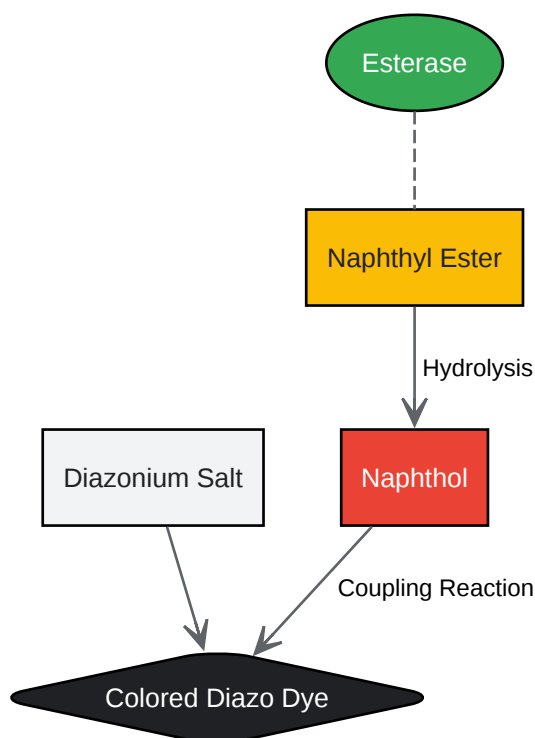 Esterase
Naphthyl Ester
Hydrolysis
Diazonium Salt
Naphthol
Coupling Reaction
Colored Diazo Dye